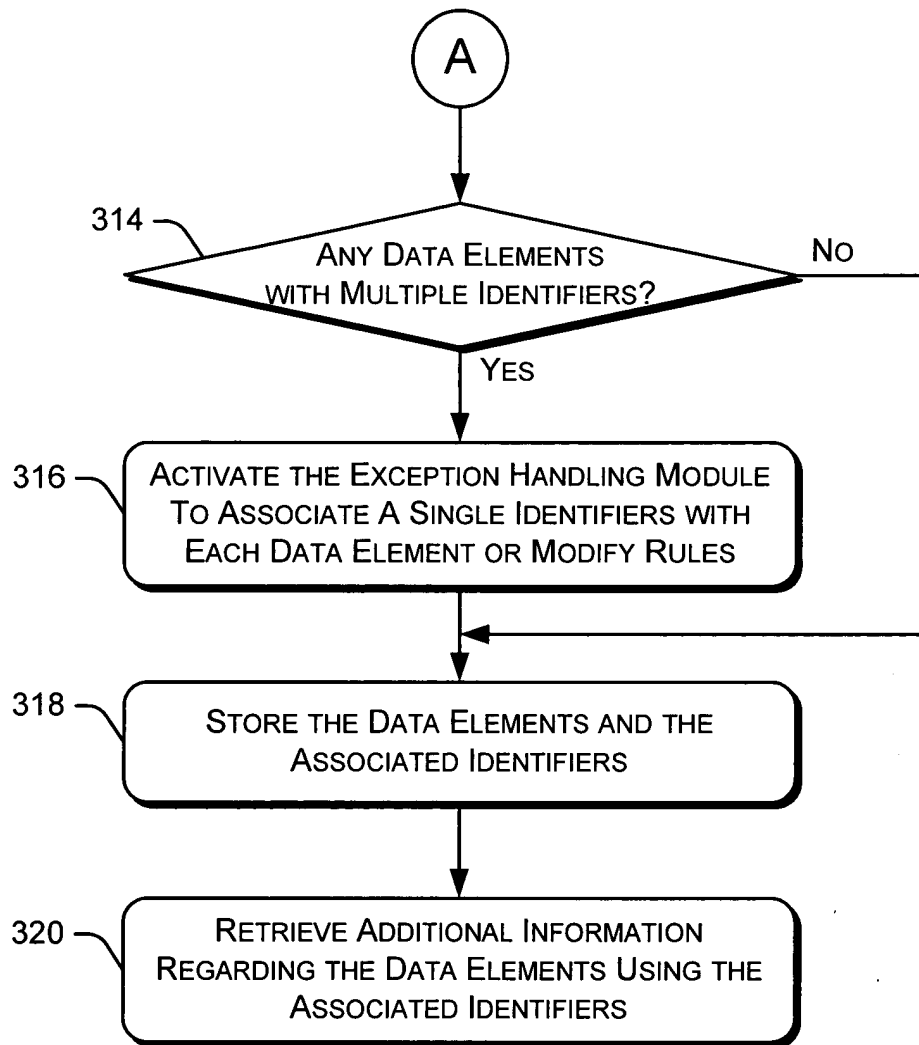 A
314
ANY DATA ELEMENTS
WITH MULTIPLE IDENTIFIERS?
NO
YES
316
ACTIVATE THE EXCEPTION HANDLING MODULE
TO ASSOCIATE A SINGLE IDENTIFIERS WITH
EACH DATA ELEMENT OR MODIFY RULES
318
STORE THE DATA ELEMENTS AND THE
ASSOCIATED IDENTIFIERS
320
RETRIEVE ADDITIONAL INFORMATION
REGARDING THE DATA ELEMENTS USING THE
ASSOCIATED IDENTIFIERS